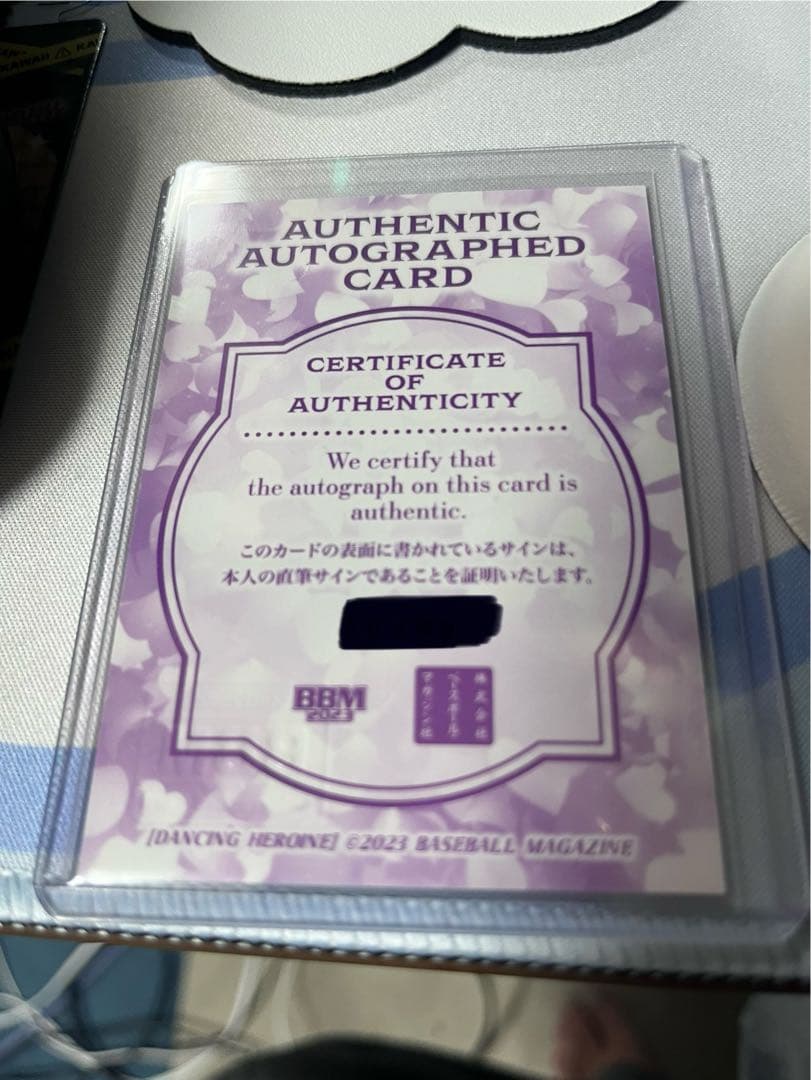 KAWAII ⚠ KA
AUTHENTIC
AUTOGRAPHED
CARD
CERTIFICATE
OF
AUTHENTICITY
We certify that
the autograph on this card is
authentic.
このカードの表面に書かれているサインは、
本人の直筆サインであることを証明いたします。
BBM
2023
株式会社
ベースボール・
マガジン社
[DANCING HEROINE] ©2023 BASEBALL MAGAZINE